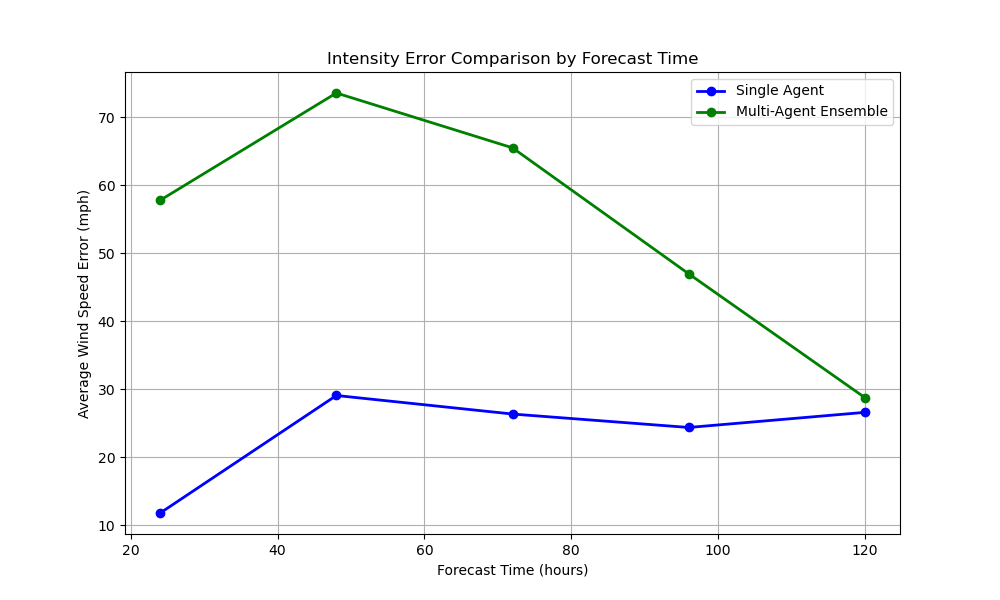 Intensity Error Comparison by Forecast Time
Single Agent
Multi-Agent Ensemble
Average Wind Speed Error (mph)
70
60
50
40
30
20
10
20 40 60 80 100 120
Forecast Time (hours)